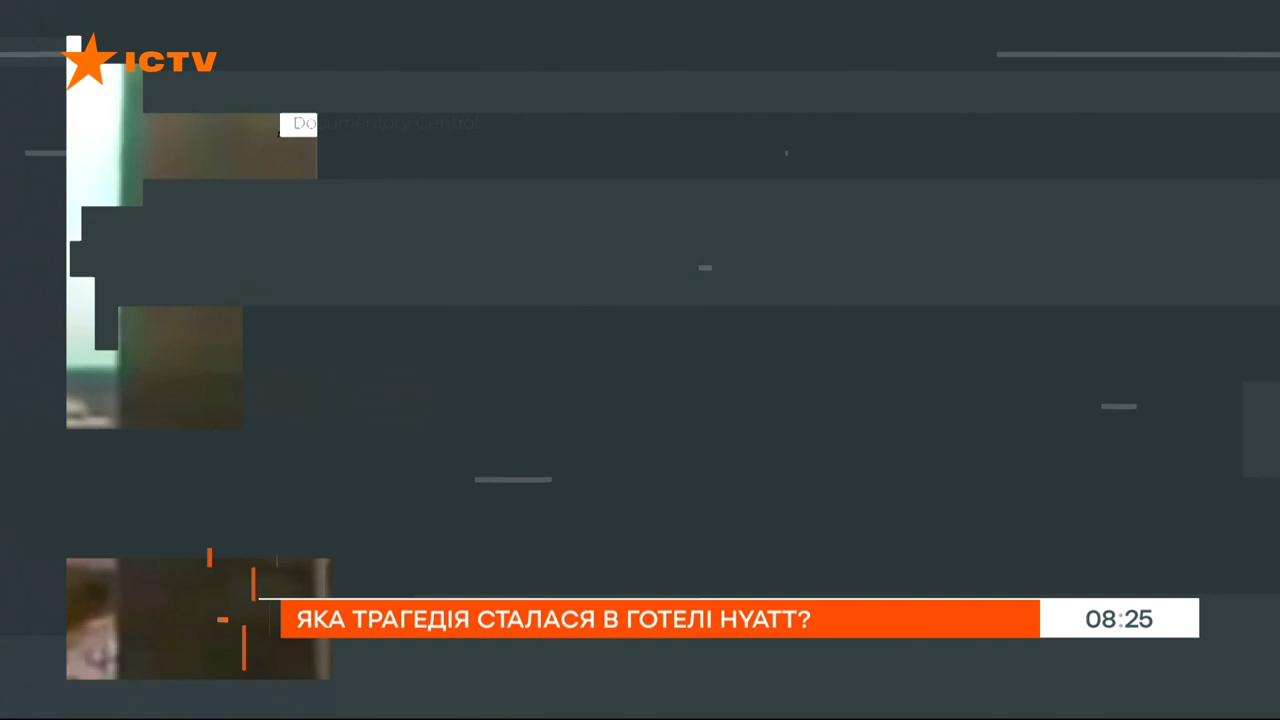 ICTV
Documentary Central
ЯКА ТРАГЕДІЯ СТАЛАСЯ В ГОТЕЛІ HYATT?
08:25